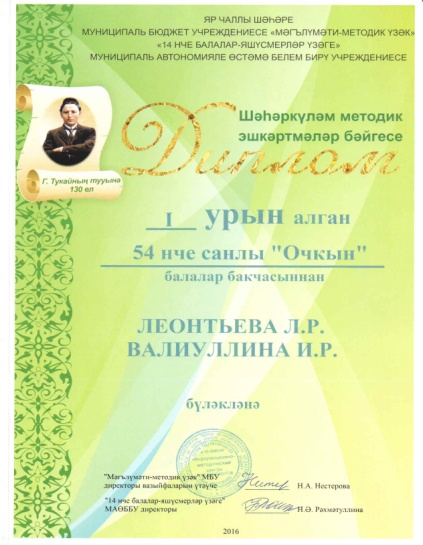 ЯР ЧАЛЛЫ ШӘҺӘРЕ
МУНИЦИПАЛЬ БЮДЖЕТ УЧРЕЖДЕНИЕСЕ «МӘГЪЛҮМАТИ-МЕТОДИК ҮЗӘК»
«14 НЧЕ БАЛАЛАР-ЯШҮСМЕРЛӘР ҮЗӘГЕ»
МУНИЦИПАЛЬ АВТОНОМИЯЛЕ ӨСТӘМӘ БЕЛЕМ БИРҮ УЧРЕЖДЕНИЕСЕ
Шәһәркүләм методик
эшкәртмәләр бәйгесе
Диплом
Г. Тукайның тууына
130 ел
I урын алган
54 нче санлы "Очкын"
балалар бакчасыннан
ЛЕОНТЬЕВА Л.Р.
ВАЛИУЛЛИНА И.Р.
бүләкләнә
"Мәгълүмати-методик үзәк" МБУ
директоры вазыйфаларын үтәүче Н.А. Нестерова
"14 нче балалар-яшүсмерләр үзәге"
МАӨББУ директоры Н.Ә. Рәхмәтуллина
2016